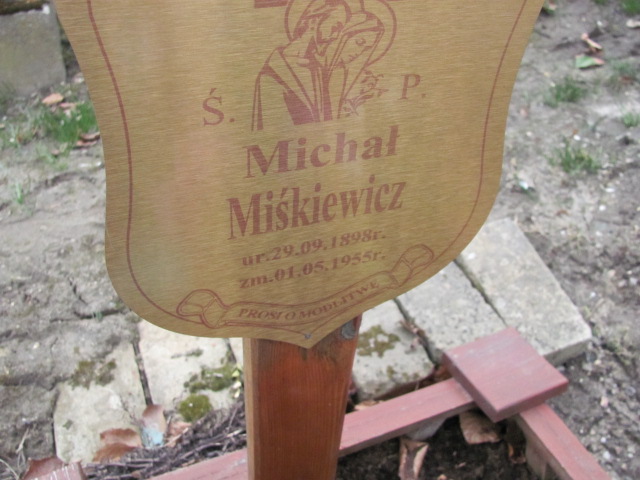 Ś. P.
Michał
Miśkiewicz
ur.29.09.1898r.
zm.01.05.1955r.
PROSI O MODLITWĘ